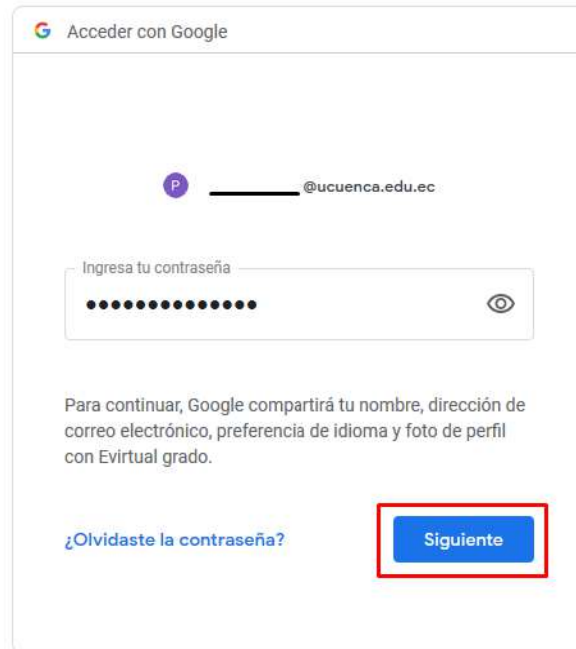 Acceder con Google
P @ucuenca.edu.ec
Ingresa tu contraseña
Para continuar, Google compartirá tu nombre, dirección de
correo electrónico, preferencia de idioma y foto de perfil
con Evirtual grado.
¿Olvidaste la contraseña? Siguiente